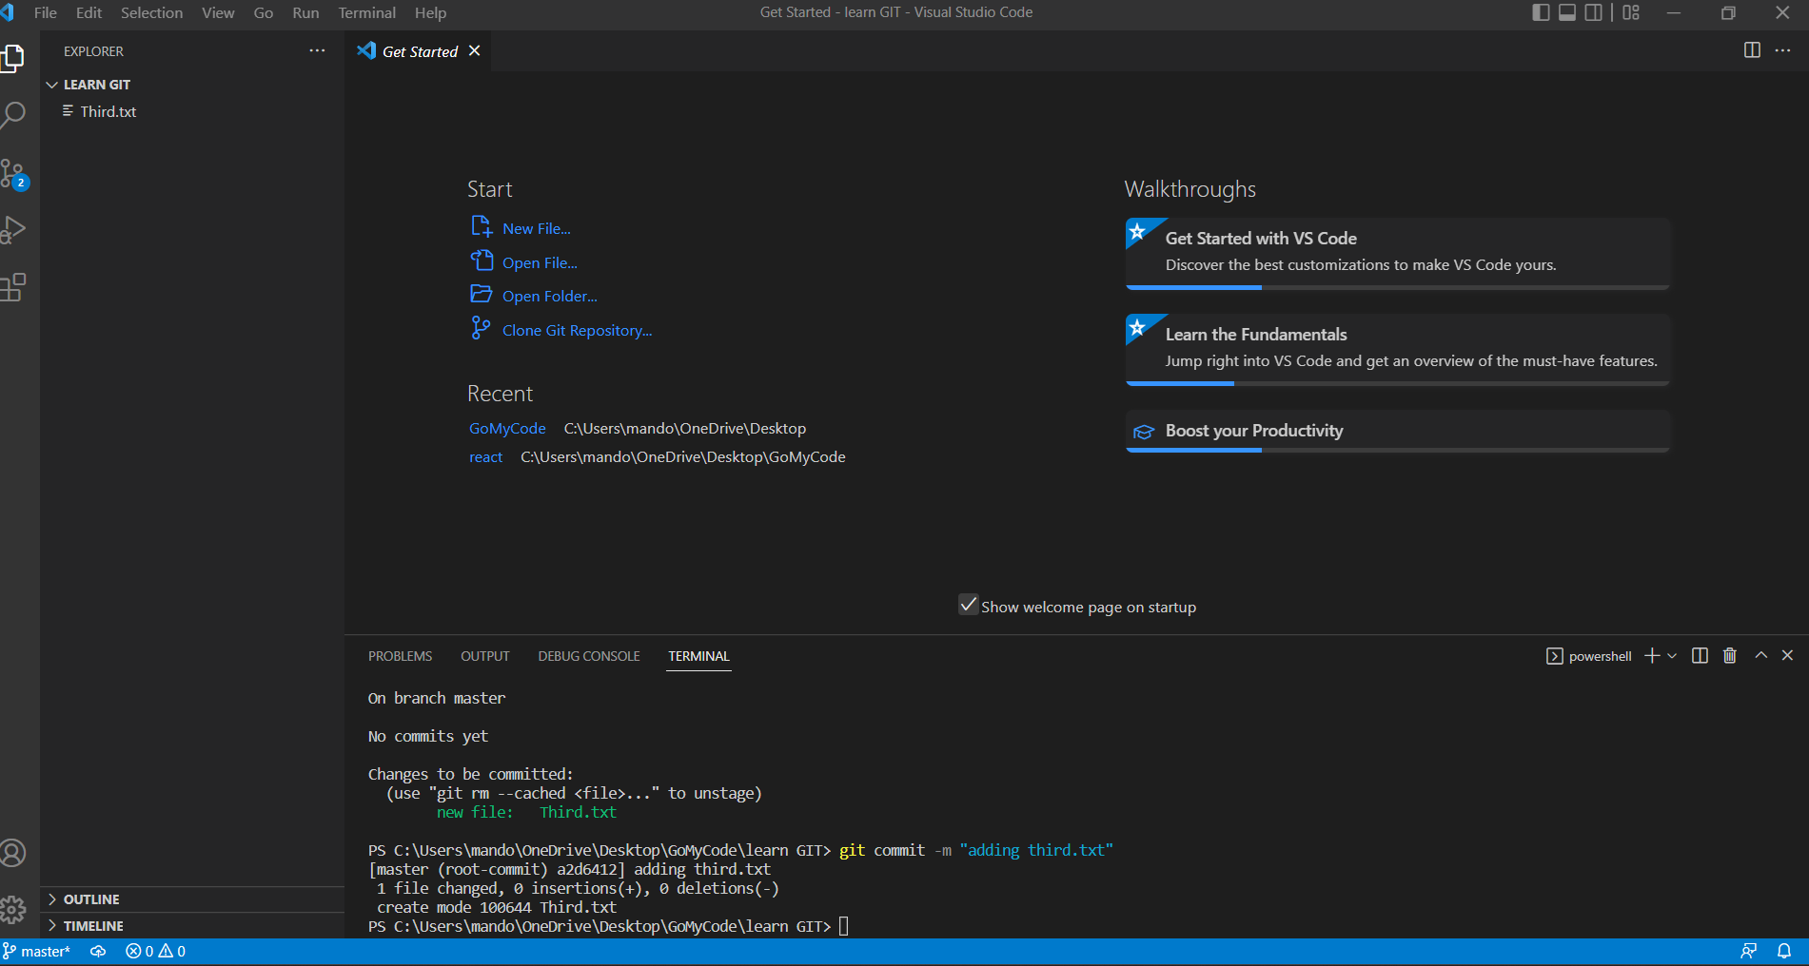 File Edit Selection View Go Run Terminal Help
Get Started - learn GIT - Visual Studio Code
EXPLORER
LEARN GIT
Third.txt
2
Get Started
Start
New File...
Open File...
Open Folder...
Clone Git Repository...
Recent
GoMyCode C:\Users\mando\OneDrive\Desktop
react C:\Users\mando\OneDrive\Desktop\GoMyCode
Walkthroughs
Get Started with VS Code
Discover the best customizations to make VS Code yours.
Learn the Fundamentals
Jump right into VS Code and get an overview of the must-have features.
Boost your Productivity
Show welcome page on startup
PROBLEMS OUTPUT DEBUG CONSOLE TERMINAL
powershell
On branch master
No commits yet
Changes to be committed:
(use "git rm --cached <file>..." to unstage)
new file: Third.txt
PS C:\Users\mando\OneDrive\Desktop\GoMyCode\learn GIT> git commit -m "adding third.txt"
[master (root-commit) a2d6412] adding third.txt
1 file changed, 0 insertions(+), 0 deletions(-)
create mode 100644 Third.txt
PS C:\Users\mando\OneDrive\Desktop\GoMyCode\learn GIT>
OUTLINE
TIMELINE
master* 0 0